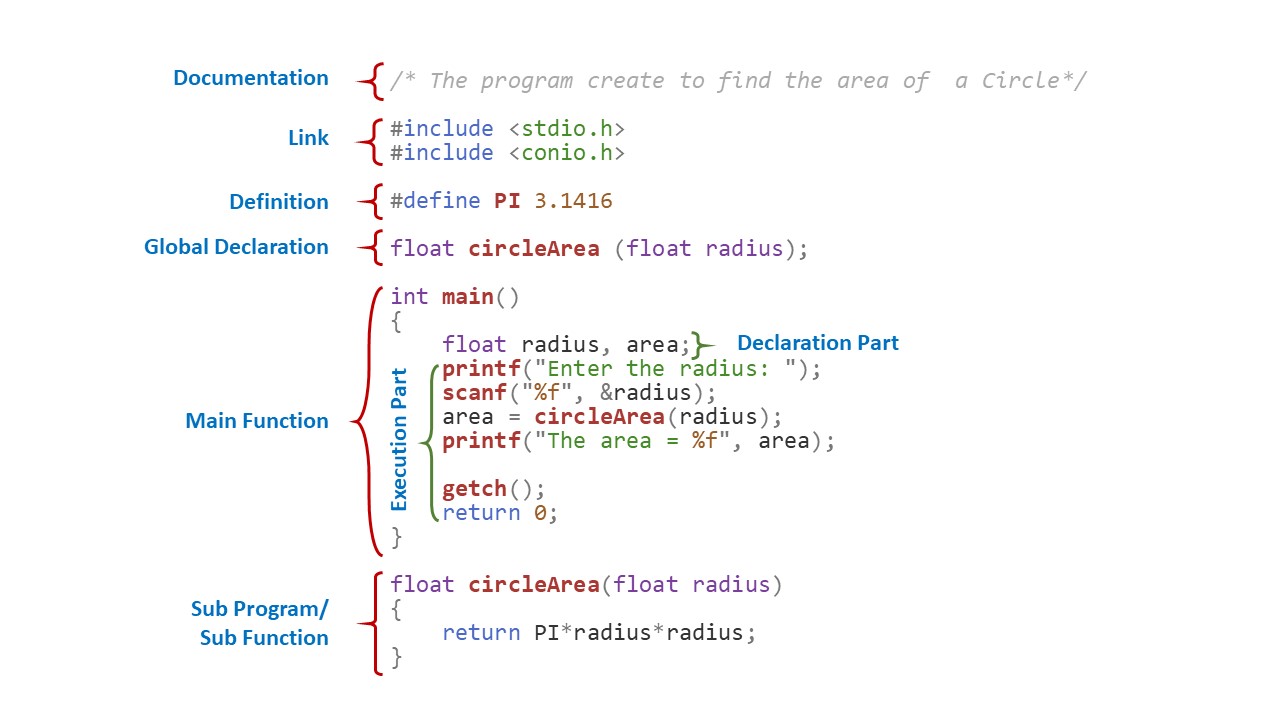 Documentation
/* The program create to find the area of  a Circle*/
Link
#include <stdio.h>
#include <conio.h>
Definition
#define PI 3.1416
Global Declaration
float circleArea (float radius);
Main Function
int main()
{
float radius, area;
Declaration Part
Execution Part
printf("Enter the radius: ");
scanf("%f", &radius);
area = circleArea(radius);
printf("The area = %f", area);
getch();
return 0;
}
Sub Program/
Sub Function
float circleArea(float radius)
{
return PI*radius*radius;
}